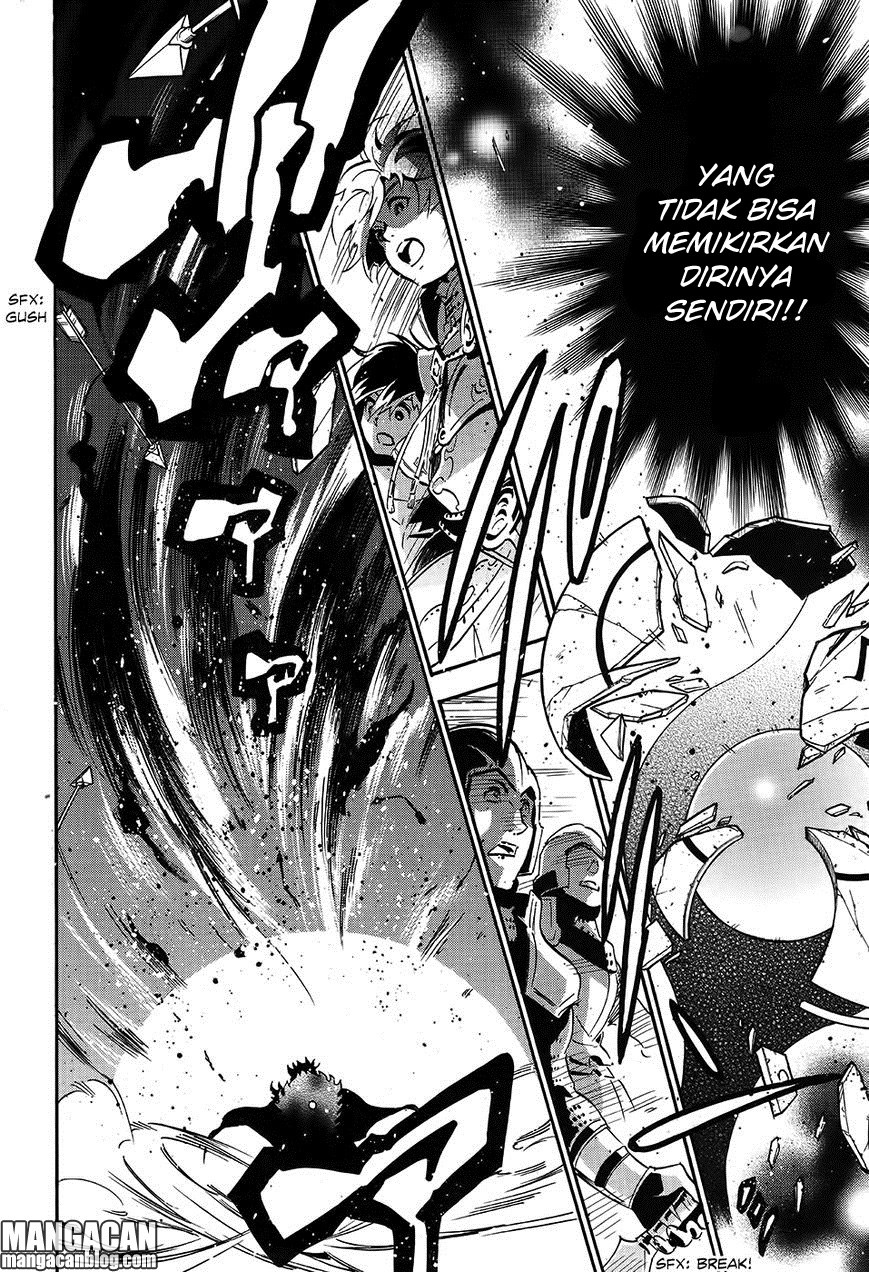 YANG
TIDAK BISA
MEMIKIRKAN
DIRINYA
SENDIRI!!
SFX:
GUSH
SFX: BREAK!
MANGACAN
mangacanblog.com